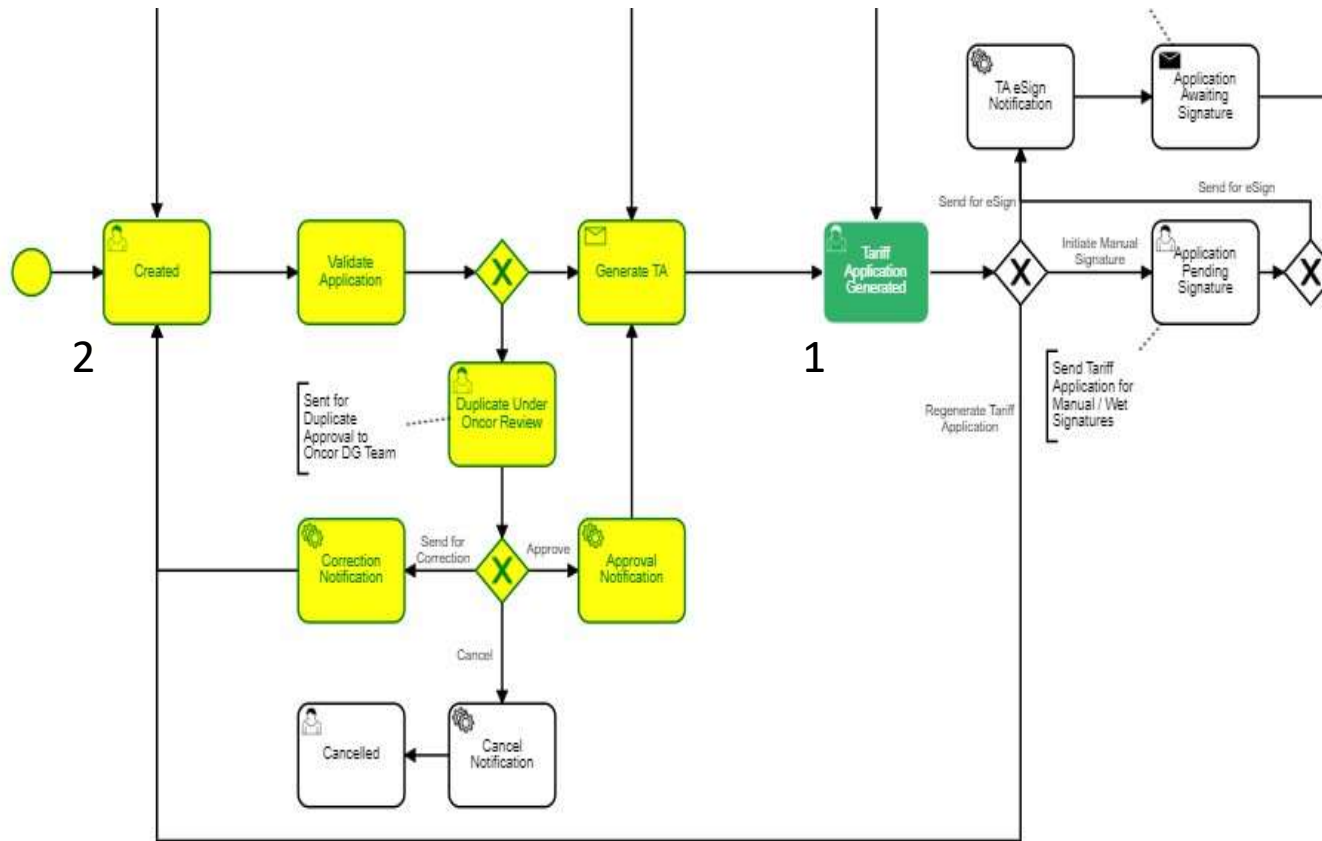 TA eSign
Notification
Application
Awaiting
Signature
Send for eSign
Send for eSign
Created
Validate
Application
X
Generate TA
Tariff
Application
Generated
X
Initiate Manual
Signature
Application
Pending
Signature
X
2
1
Sent for
Duplicate
Approval to
Oncor DG Team
Duplicate Under
Oncor Review
Regenerate Tariff
Application
Send Tariff
Application for
Manual / Wet
Signatures
Correction
Notification
Send for
Correction
X
Approve
Approval
Notification
Cancel
Cancelled
Cancel
Notification